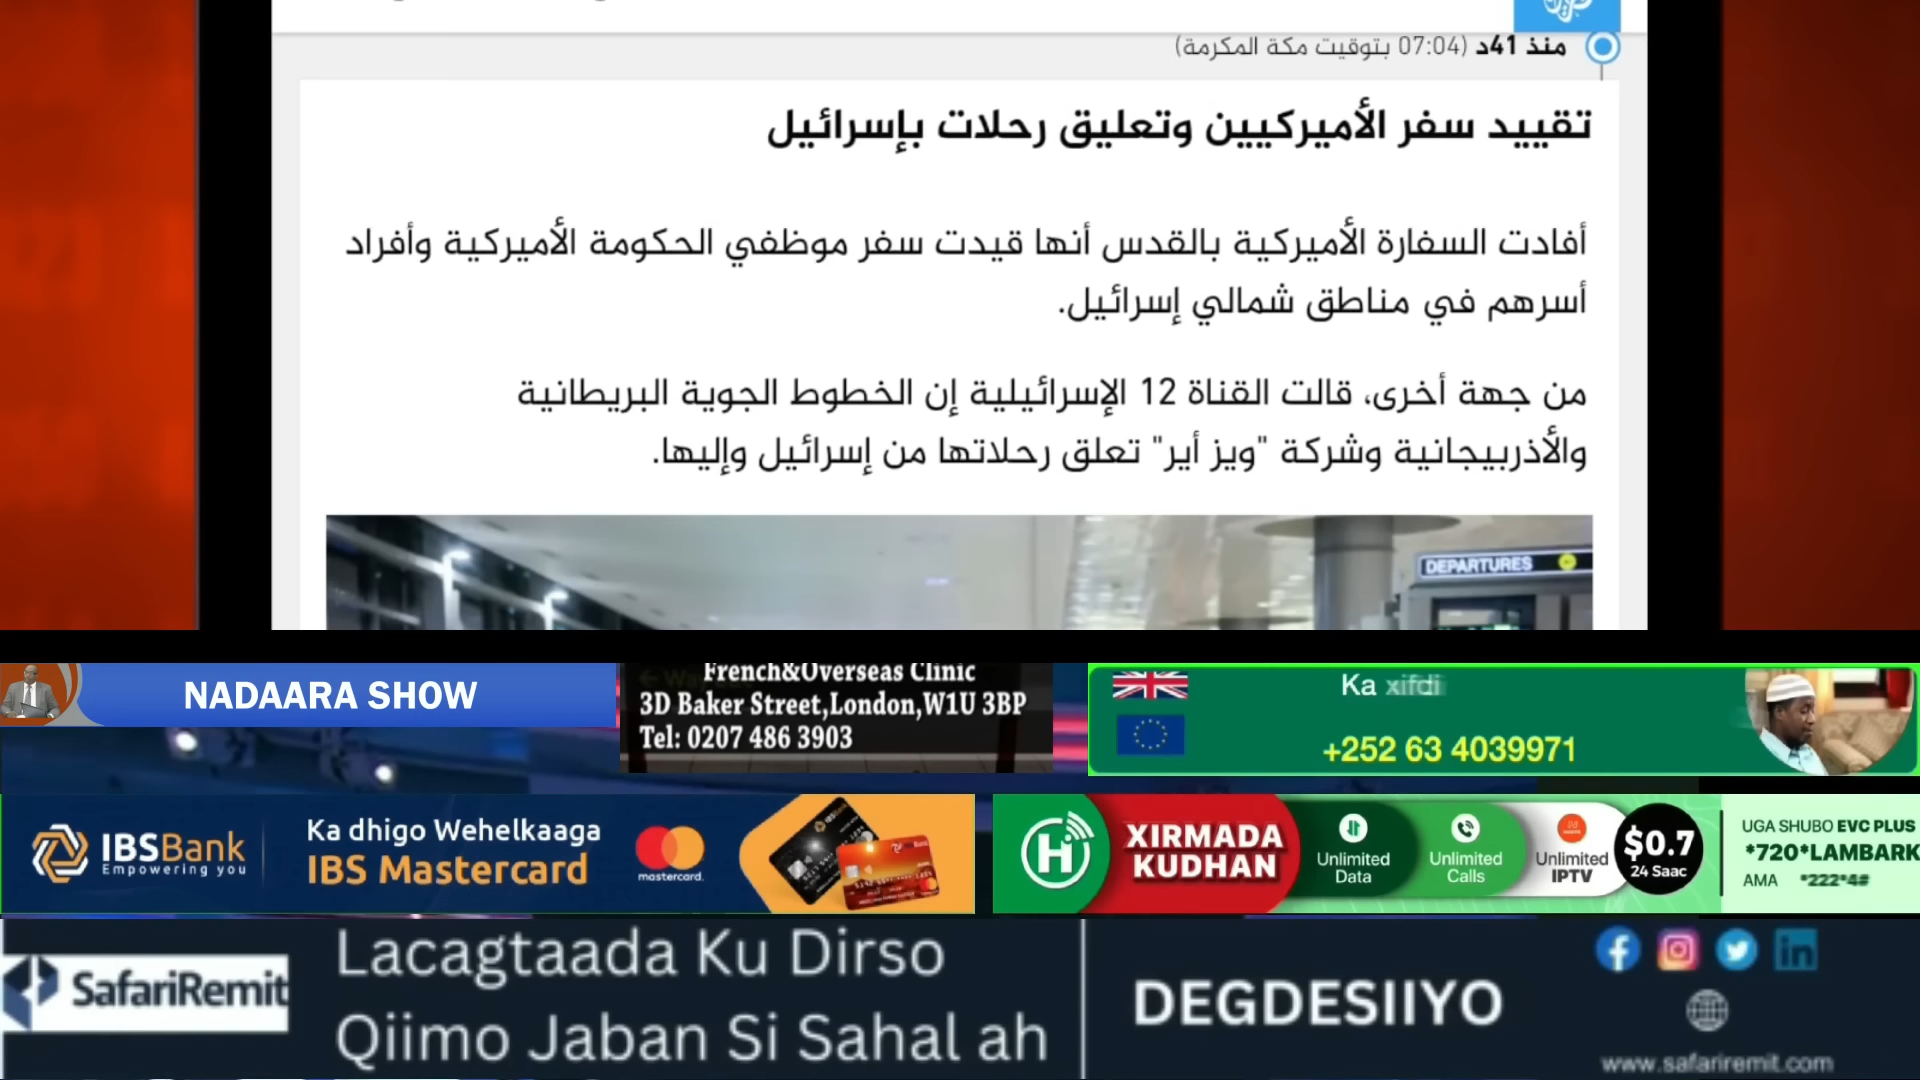 منذ 41د (07:04 بتوقيت مكة المكرمة)
تقييد سفر الأميركيين وتعليق رحلات بإسرائيل
أفادت السفارة الأميركية بالقدس أنها قيدت سفر موظفي الحكومة الأميركية وأفراد
أسرهم في مناطق شمالي إسرائيل.
من جهة أخرى، قالت القناة 12 الإسرائيلية إن الخطوط الجوية البريطانية
والأذربيجانية وشركة "ويز أير" تعلق رحلاتها من إسرائيل وإليها.
DEPARTURES
NADAARA SHOW
French&Overseas Clinic
3D Baker Street,London,W1U 3BP
Tel: 0207 486 3903
Ka xifdi
+252 63 4039971
IBSBank
Empowering you
Ka dhigo Wehelkaaga
IBS Mastercard
mastercard.
XIRMADA
KUDHAN
Unlimited
Data
Unlimited
Calls
Unlimited
IPTV
$0.7
24 Saac
UGA SHUBO EVC PLUS
*720*LAMBARK
AMA *222*4#
SafariRemit
Lacagtaada Ku Dirso
Qiimo Jaban Si Sahal ah
DEGDESIIYO
www.safariremit.com